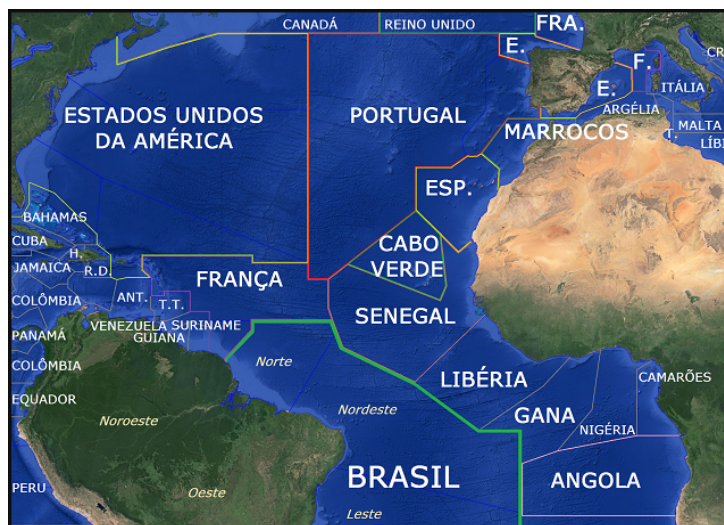 CANADÁ
REINO UNIDO
FRA.
E.
F.
CR
E.
ITÁLIA
ESTADOS UNIDOS
DA AMÉRICA
PORTUGAL
ARGÉLIA
MARROCOS
MALTA
T.
LÍBI
ESP.
BAHAMAS
CUBA
H.
CABO
VERDE
JAMAICA
R.D.
FRANÇA
COLÔMBIA
ANT.
T.T.
SENEGAL
VENEZUELA
SURINAME
GUIANA
PANAMÁ
Norte
COLÔMBIA
LIBÉRIA
CAMARÕES
EQUADOR
Nordeste
GANA
Noroeste
NIGÉRIA
BRASIL
ANGOLA
PERU
Oeste
Leste